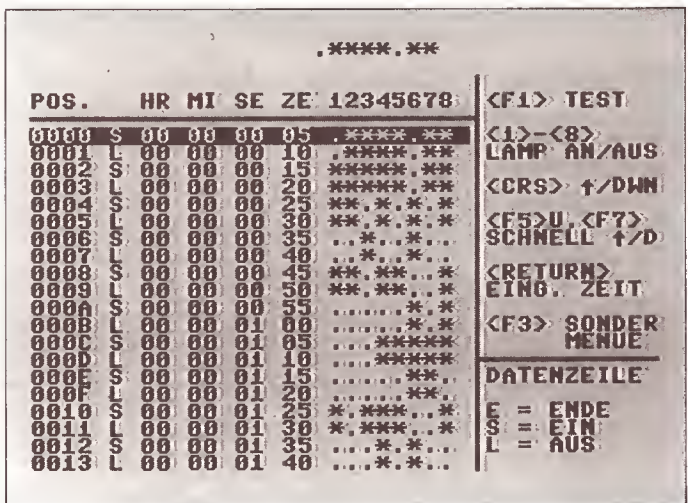 .****.**
POS. HR MI SE ZE 12345678
0000 S 00 00 00 05 .****.**
0001 L 00 00 00 10 .****.**
0002 S 00 00 00 15 *****.**
0003 L 00 00 00 20 *****.**
0004 S 00 00 00 25 **.*.*.*
0005 L 00 00 00 30 **.*.*.*
0006 S 00 00 00 35 ..*..*..
0007 L 00 00 00 40 ..*..*..
0008 S 00 00 00 45 **.**..*
0009 L 00 00 00 50 **.**..*
000A S 00 00 00 55 .....*.*
000B L 00 00 01 00 .....*.*
000C S 00 00 01 05 ...*****
000D L 00 00 01 10 ...*****
000E S 00 00 01 15 .....**.
000F L 00 00 01 20 .....**.
0010 S 00 00 01 25 *.***..*
0011 L 00 00 01 30 *.***..*
0012 S 00 00 01 35 ...*.*..
0013 L 00 00 01 40 ...*.*..
<F1> TEST
<1>-<8>
LAMP AN/AUS
<CRS> ↑/DWN
<F5>U.<F7>
SCHNELL ↑/D
<RETURN>
EING. ZEIT
<F3> SONDER
MENUE
DATENZEILE
E = ENDE
S = EIN
L = AUS